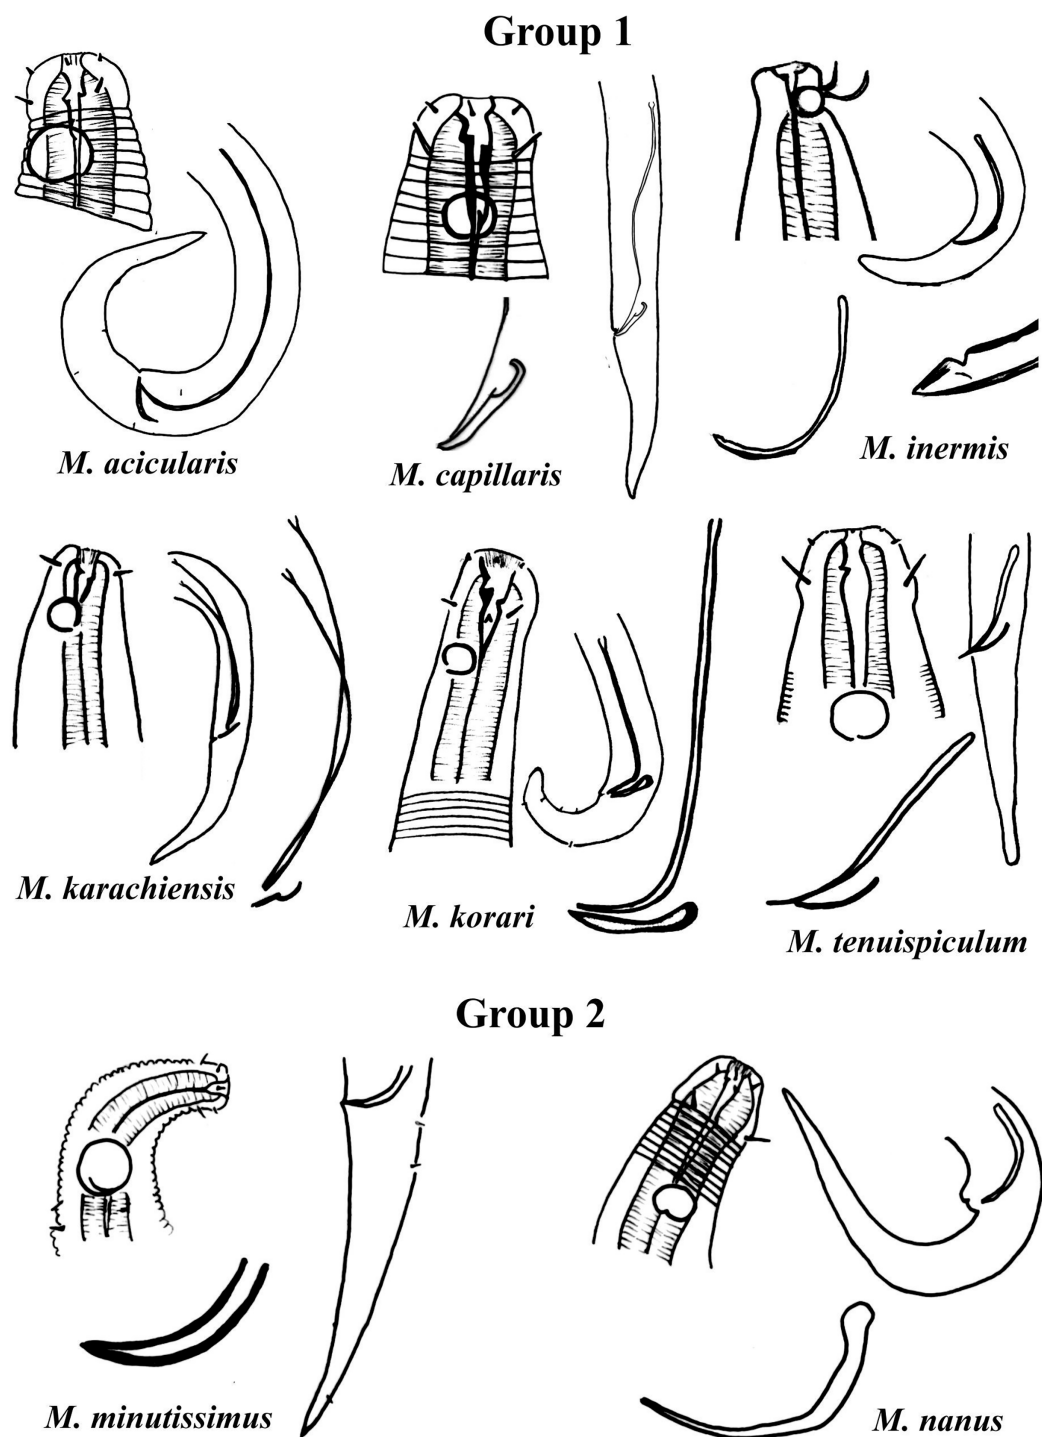 Group 1
M. acicularis
M. capillaris
M. inermis
M. karachiensis
M. korari
M. tenuispiculum
Group 2
M. minutissimus
M. nanus